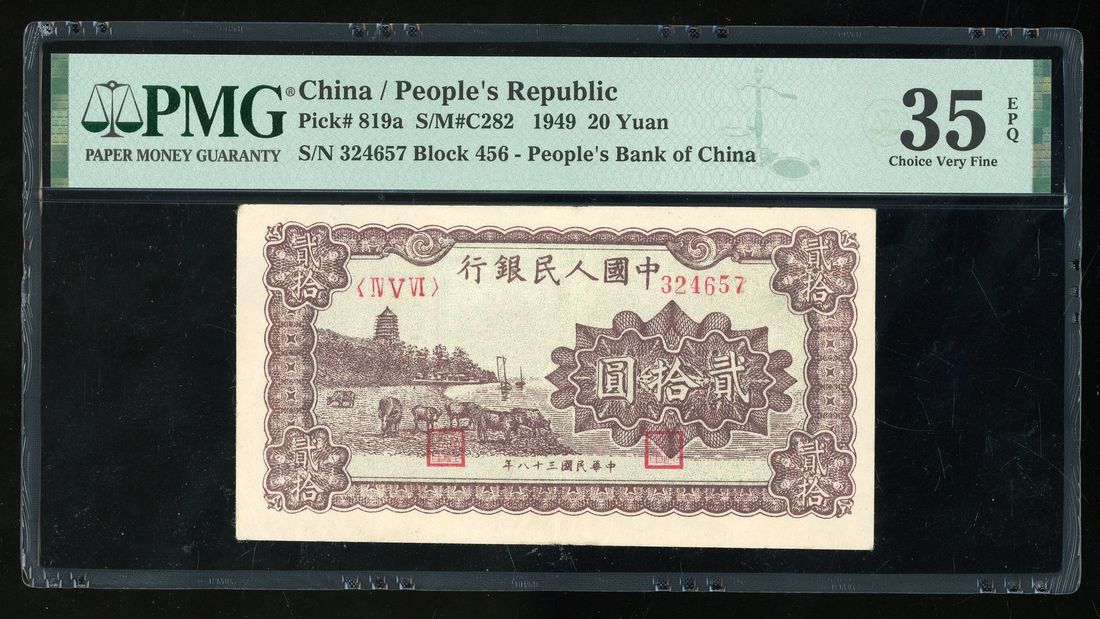 PMG®
PAPER MONEY GUARANTY
China / People's Republic
Pick# 819a S/M#C282 1949 20 Yuan
S/N 324657 Block 456 - People's Bank of China
35
EPQ
Choice Very Fine
行銀民人國中
〈ⅣⅤⅥ〉
324657
貳拾
貳拾
圓拾貳
貳拾
貳拾
年八十三國民華中